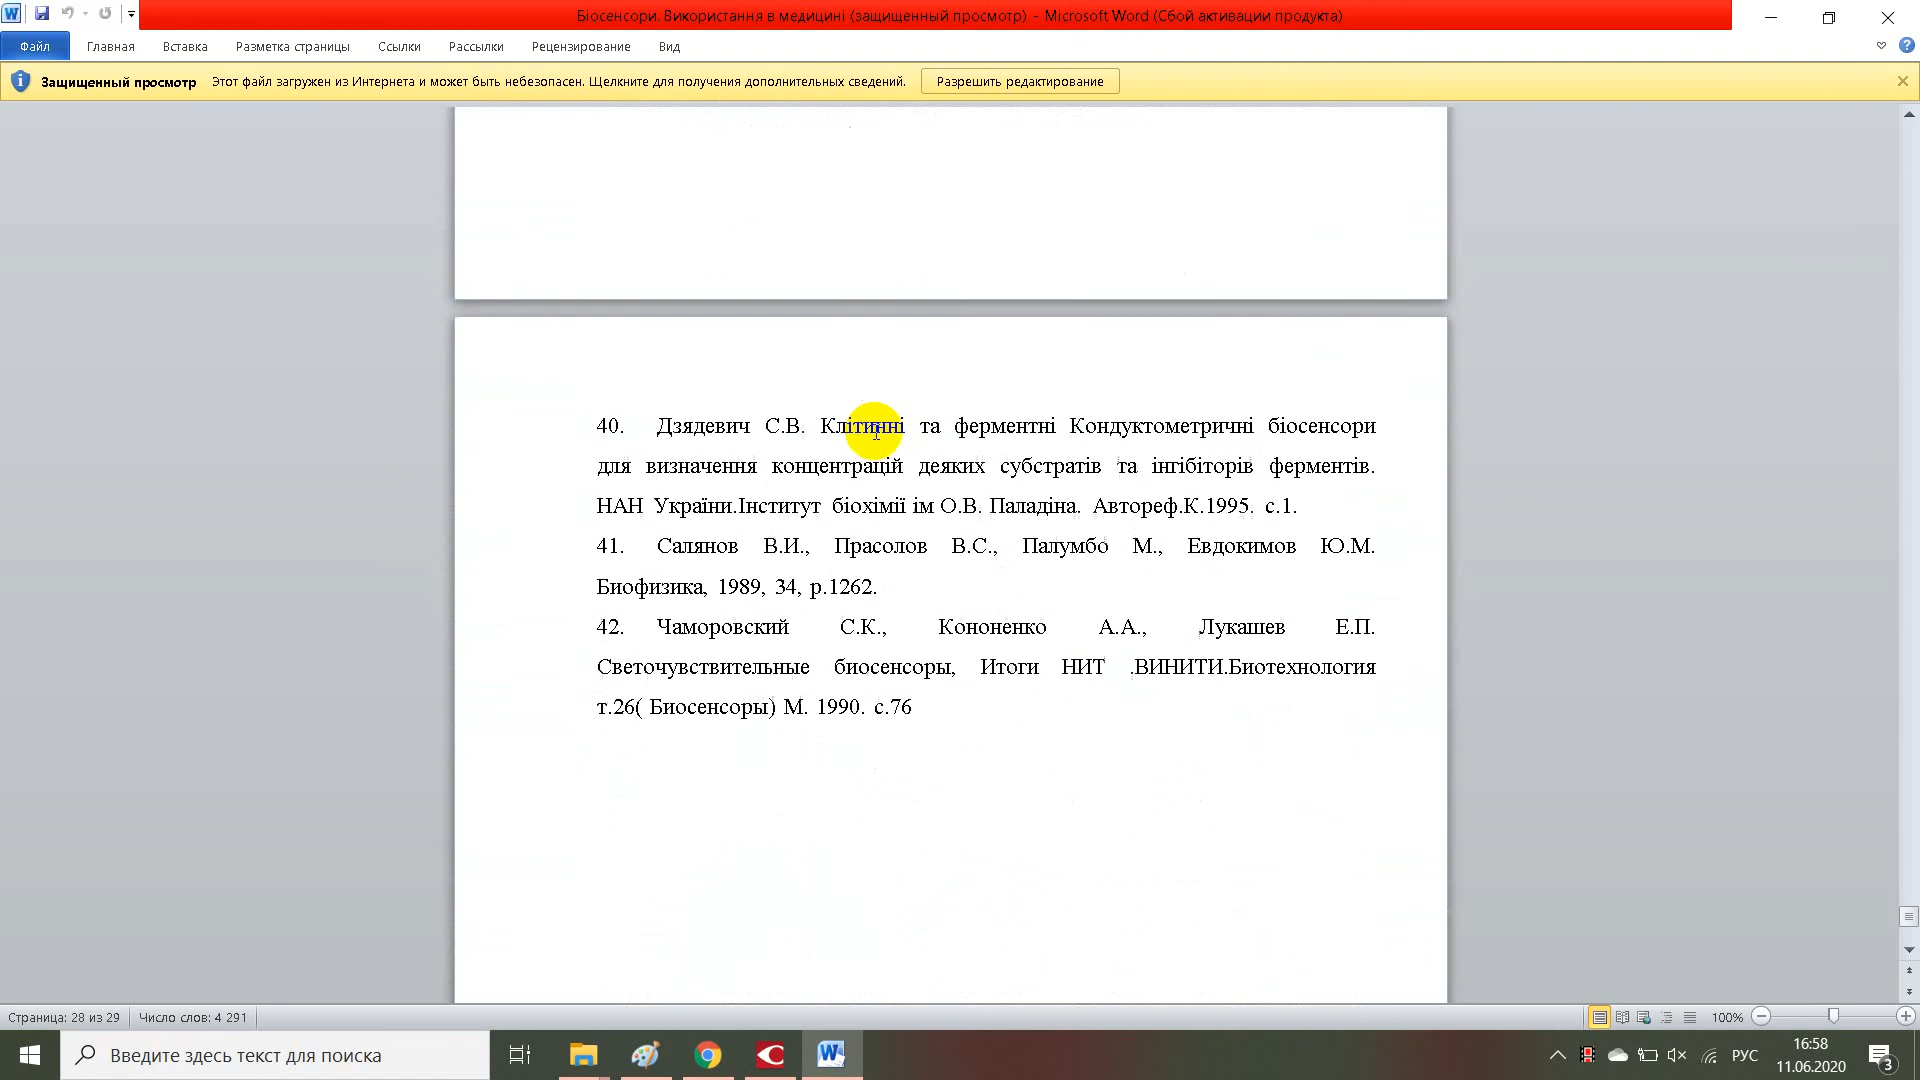 Біосенсори. Використання в медицині (защищенный просмотр) - Microsoft Word (Сбой активации продукта)
Файл Главная Вставка Разметка страницы Ссылки Рассылки Рецензирование Вид
Защищенный просмотр Этот файл загружен из Интернета и может быть небезопасен. Щелкните для получения дополнительных сведений. Разрешить редактирование
40. Дзядевич С.В. Клітинні та ферментні Кондуктометричні біосенсори
для визначення концентрацій деяких субстратів та інгібіторів ферментів.
НАН України.Інститут біохімії ім О.В. Паладіна. Автореф.К.1995. с.1.
41. Салянов В.И., Прасолов В.С., Палумбо М., Евдокимов Ю.М.
Биофизика, 1989, 34, р.1262.
42. Чаморовский С.К., Кононенко А.А., Лукашев Е.П.
Светочувствительные биосенсоры, Итоги НИТ .ВИНИТИ.Биотехнология
т.26( Биосенсоры) М. 1990. с.76
Страница: 28 из 29 Число слов: 4 291 100%
Введите здесь текст для поиска РУС 16:58
11.06.2020 3